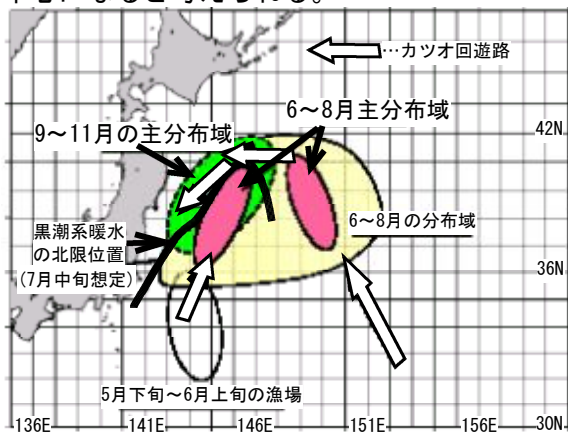 …カツオ回遊路
6～8月主分布域
42N
9～11月の主分布域
6～8月の分布域
黒潮系暖水
の北限位置
(7月中旬想定)
36N
5月下旬～6月上旬の漁場
136E 141E 146E 151E 156E 30N